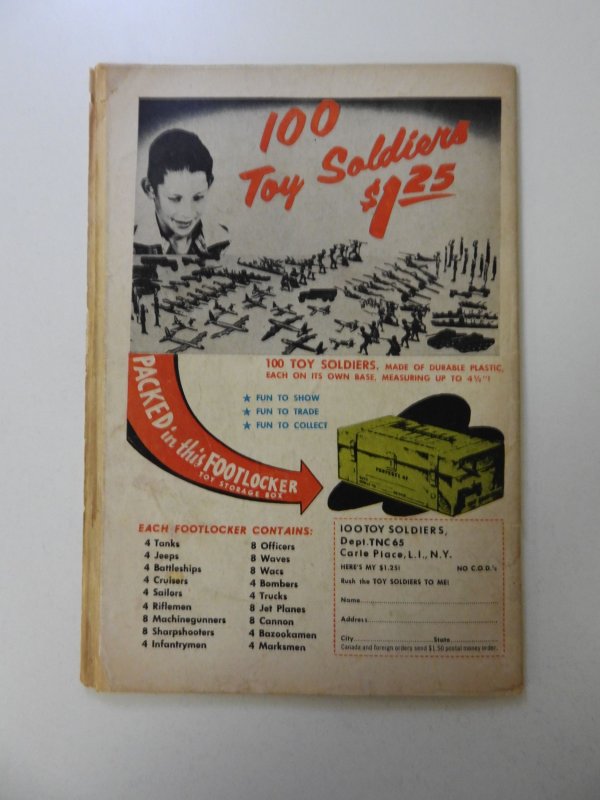 100
Toy Soldiers
$1.25
100 TOY SOLDIERS, MADE OF DURABLE PLASTIC,
EACH ON ITS OWN BASE, MEASURING UP TO 4½"!
PACKED in this FOOTLOCKER
TOY STORAGE BOX
★ FUN TO SHOW
★ FUN TO TRADE
★ FUN TO COLLECT
PROPERTY OF
EACH FOOTLOCKER CONTAINS:
4 Tanks
4 Jeeps
4 Battleships
4 Cruisers
4 Sailors
4 Riflemen
8 Machinegunners
8 Sharpshooters
4 Infantrymen
8 Officers
8 Waves
8 Wacs
4 Bombers
4 Trucks
8 Jet Planes
8 Cannon
4 Bazookamen
4 Marksmen
100 TOY SOLDIERS,
Dept. TNC65
Carle Place, L.I., N.Y.
HERE'S MY $1.25! NO C.O.D.'s
Rush the TOY SOLDIERS TO ME!
Name
Address
City State
Canada and foreign orders send $1.50 postal money order.